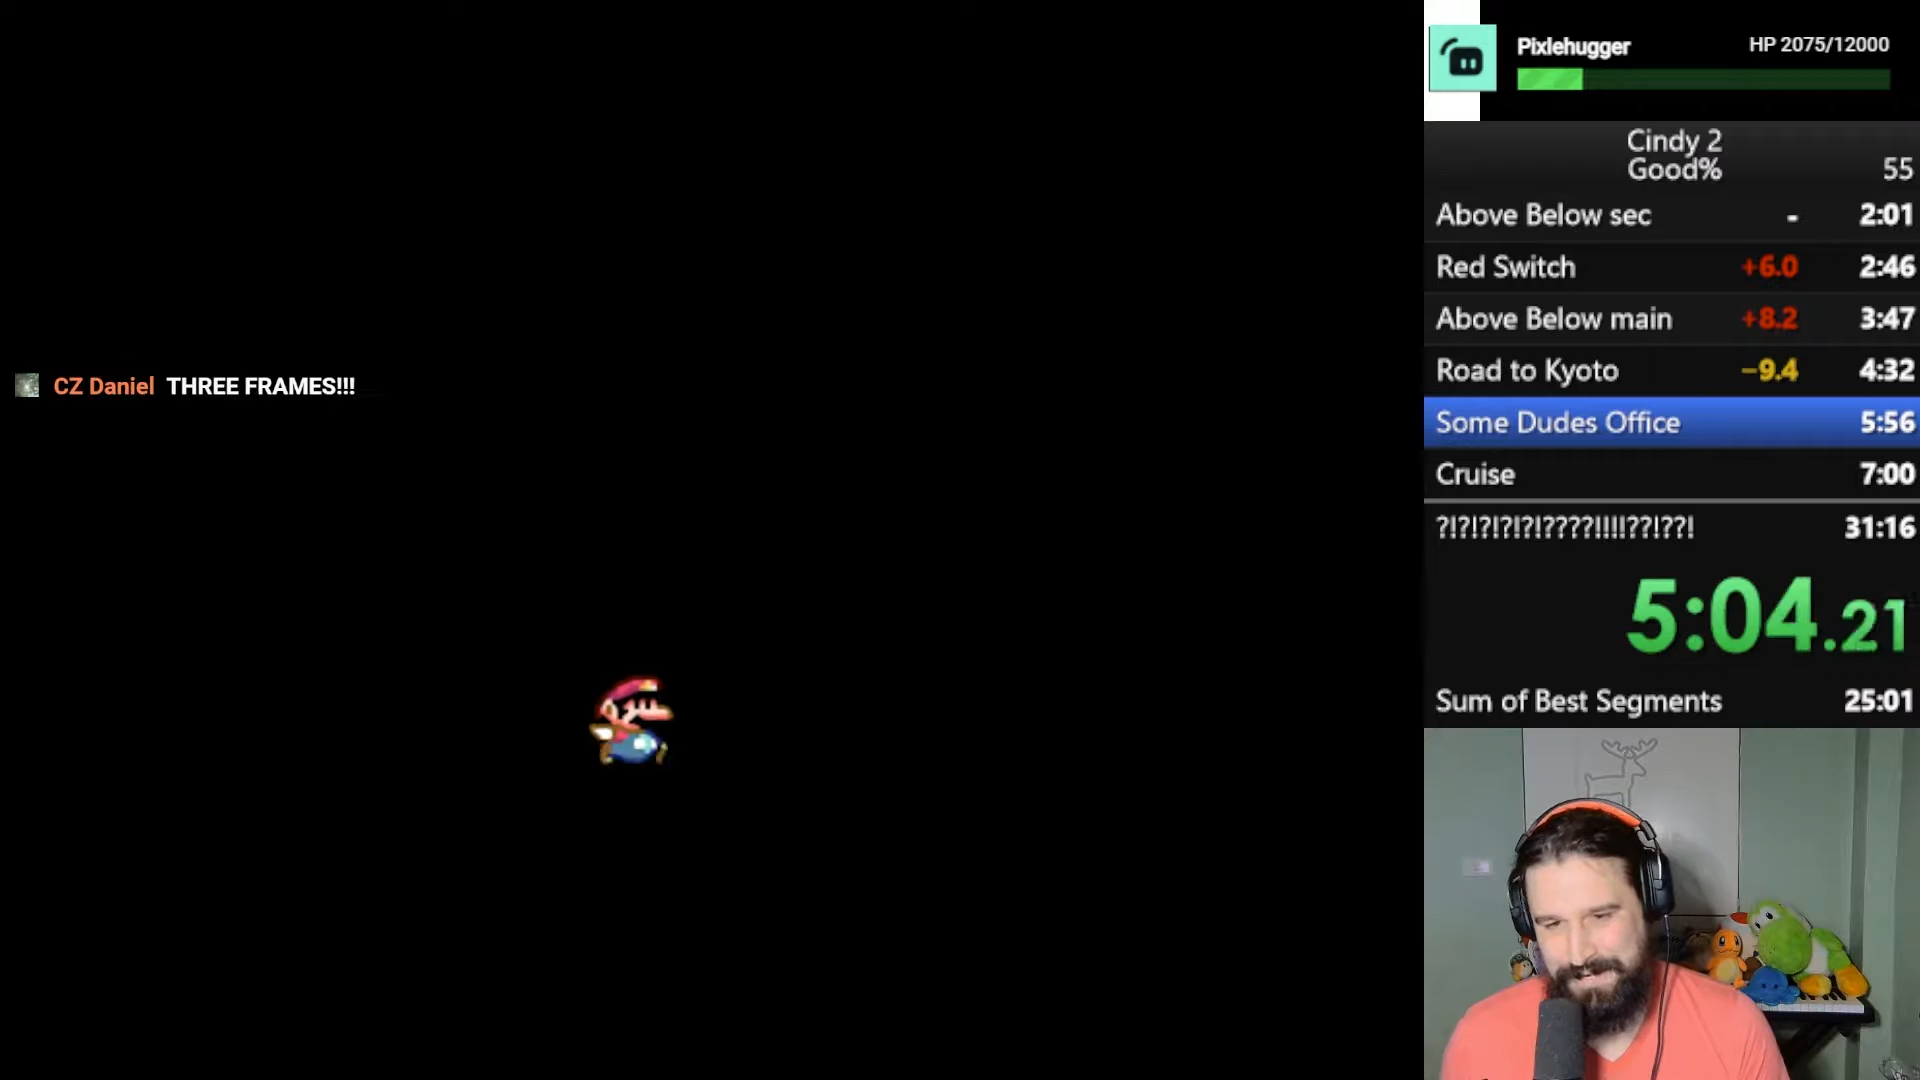 Pixlehugger HP 2075/12000
Cindy 2
Good% 55
Above Below sec - 2:01
Red Switch +6.0 2:46
Above Below main +8.2 3:47
Road to Kyoto −9.4 4:32
Some Dudes Office 5:56
Cruise 7:00
?!?!?!?!?!????!!!!??!??! 31:16
5:04.21
Sum of Best Segments 25:01
CZ Daniel THREE FRAMES!!!